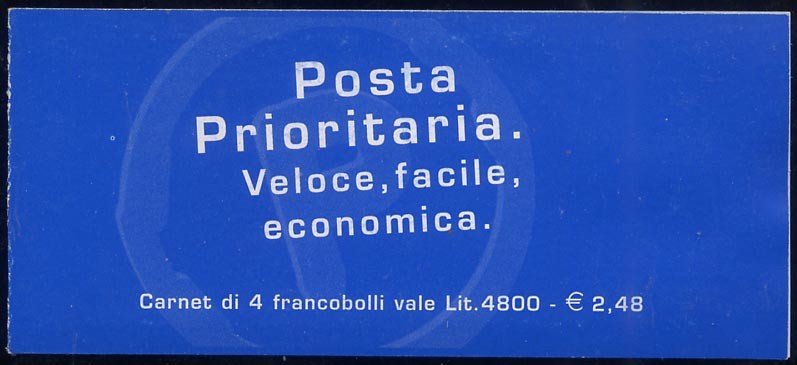 Posta
Prioritaria.
Veloce, facile,
economica.
Carnet di 4 francobolli vale Lit.4800 - € 2,48